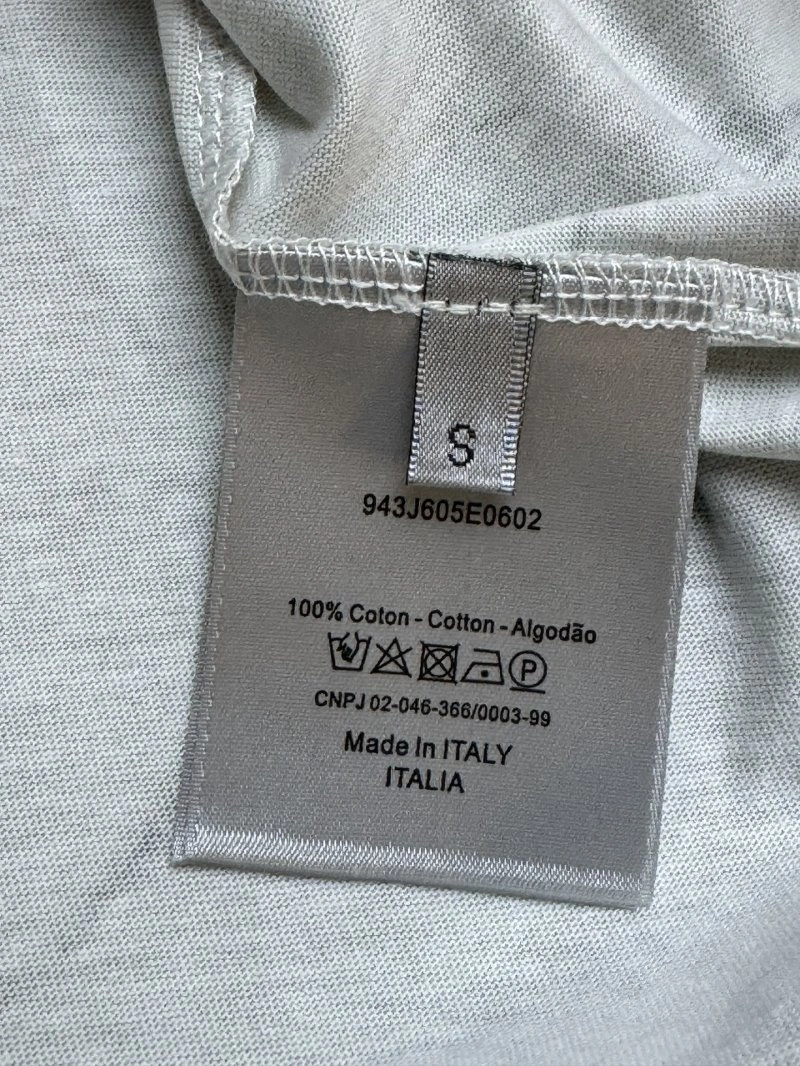 S
943J605E0602
100% Coton - Cotton - Algodão
P
CNPJ 02-046-366/0003-99
Made In ITALY
ITALIA